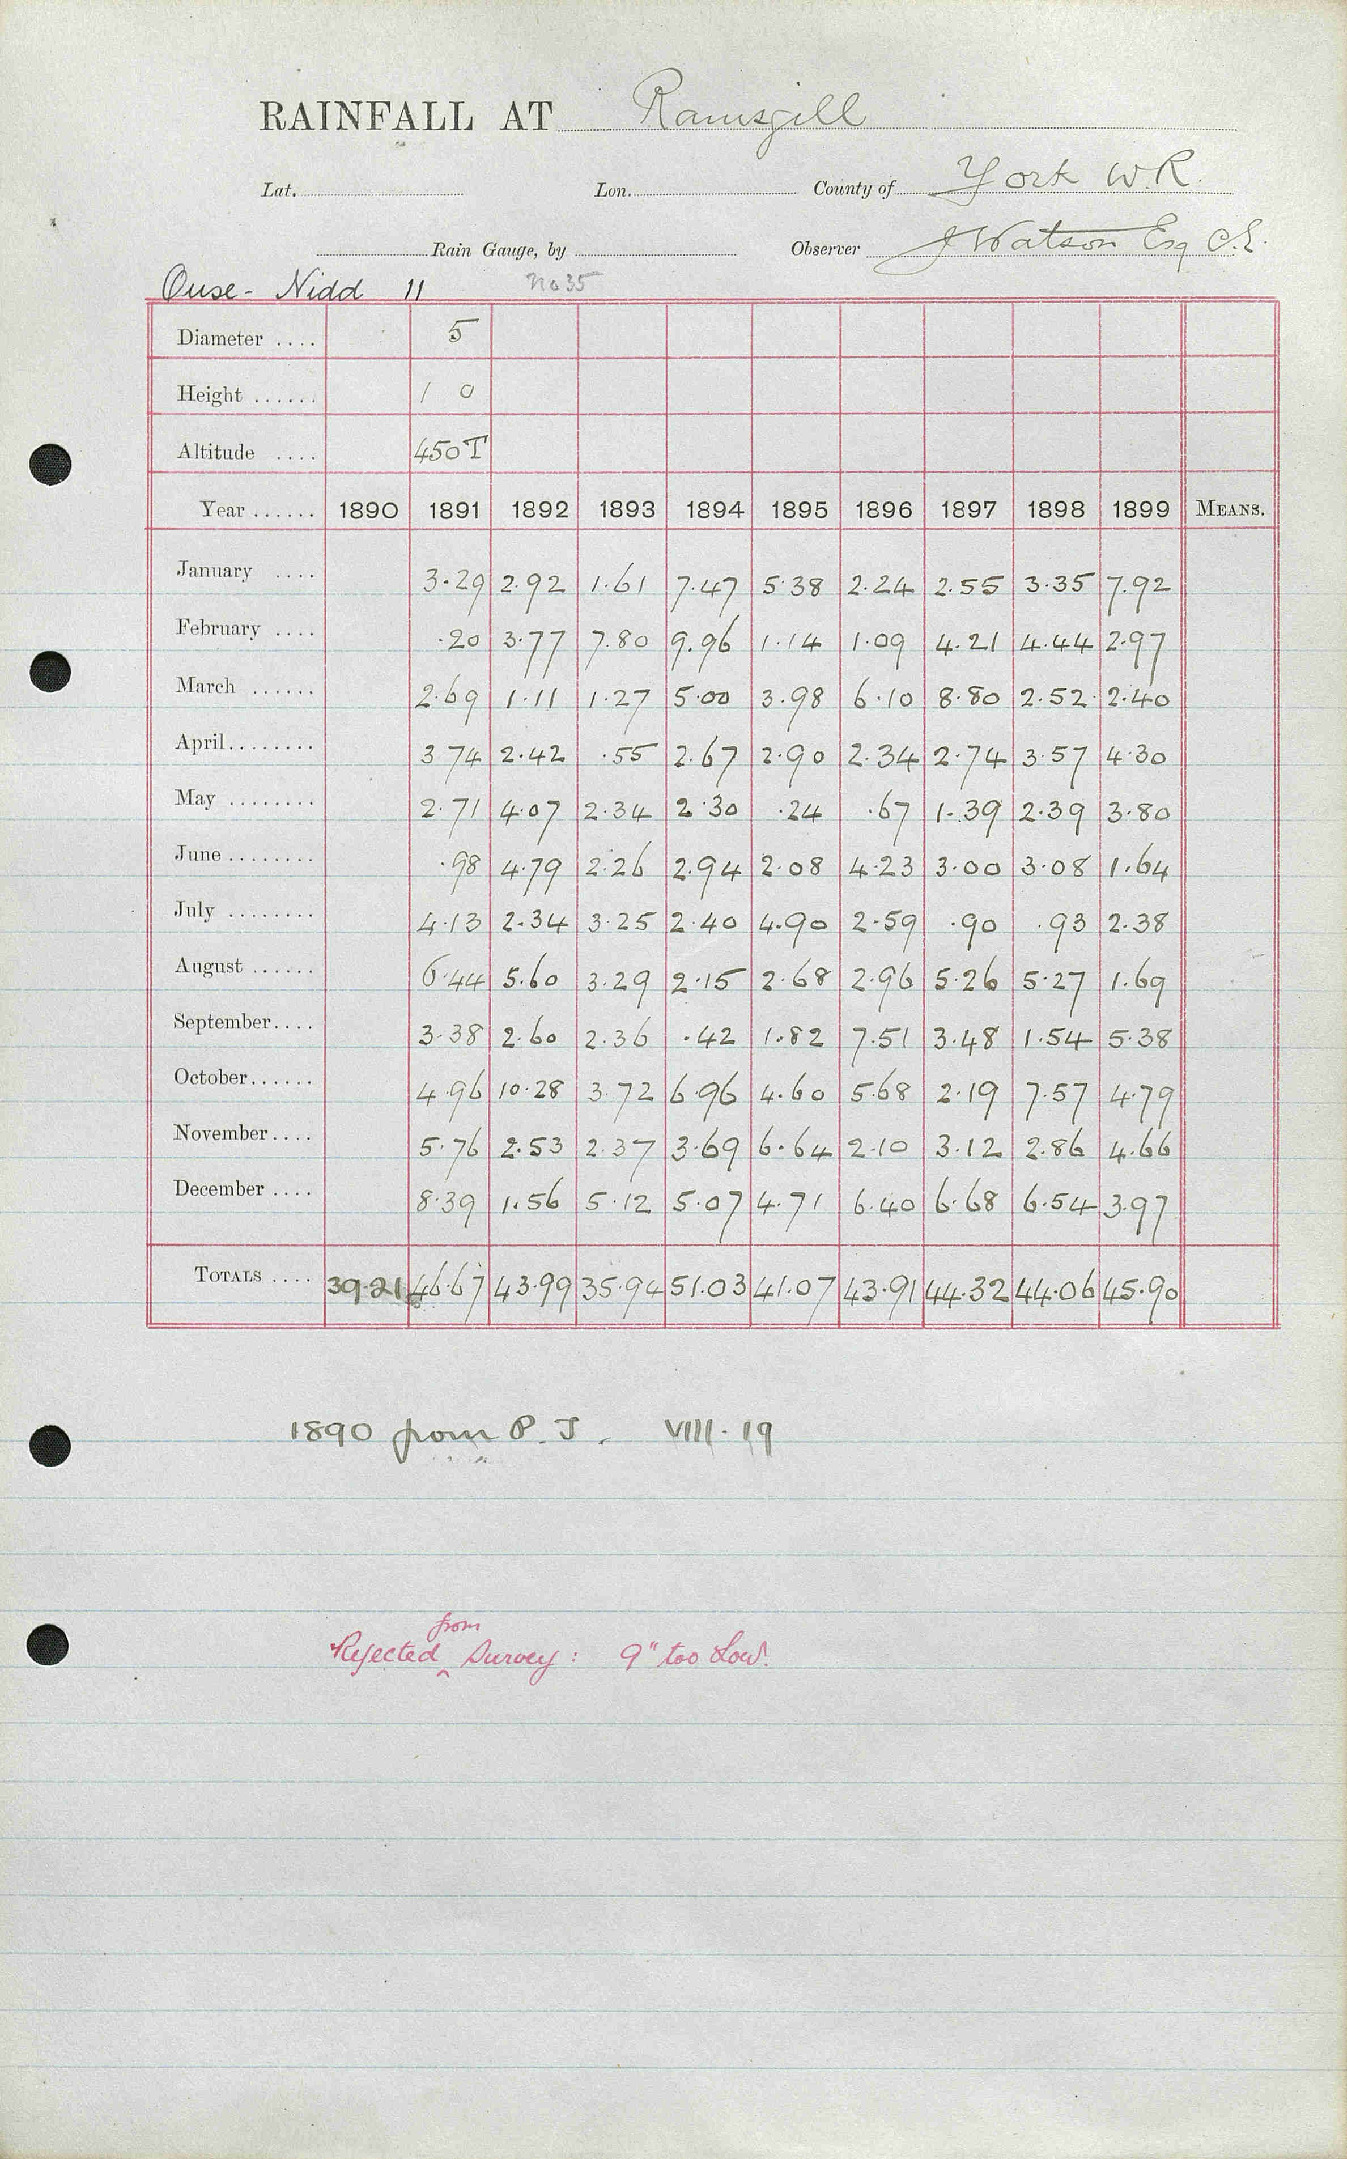 RAINFALL AT Ramsgill
Lat. Lon. County of York W.R.
Rain Gauge, by Observer J Watson Esq C.E.
Ouse - Nidd 11 No 35
Diameter .... 5
Height ...... 1 0
Altitude .... 450 T
Year ...... 1890 1891 1892 1893 1894 1895 1896 1897 1898 1899 MEANS.
January .... 3.29 2.92 1.61 7.47 5.38 2.24 2.55 3.35 7.92
February .... .20 3.77 7.80 9.96 1.14 1.09 4.21 4.44 2.97
March ...... 2.69 1.11 1.27 5.00 3.98 6.10 8.80 2.52 2.40
April........ 3 74 2.42 .55 2.67 2.90 2.34 2.74 3.57 4.30
May ........ 2.71 4.07 2.34 2.30 .24 .67 1.39 2.39 3.80
June ........ .98 4.79 2.26 2.94 2.08 4.23 3.00 3.08 1.64
July ........ 4.13 2.34 3.25 2.40 4.90 2.59 .90 .93 2.38
August ...... 6.44 5.60 3.29 2.15 2.68 2.96 5.26 5.27 1.69
September.... 3.38 2.60 2.36 .42 1.82 7.51 3.48 1.54 5.38
October...... 4.96 10.28 3.72 6.96 4.60 5.68 2.19 7.57 4.79
November.... 5.76 2.53 2.37 3.69 6.64 2.10 3.12 2.86 4.66
December .... 8.39 1.56 5.12 5.07 4.71 6.40 6.68 6.54 3.97
TOTALS .... 39.21 46.67 43.99 35.94 51.03 41.07 43.91 44.32 44.06 45.90
1890 from P. J. VIII. 19
Rejected from Survey: 9" too Low.